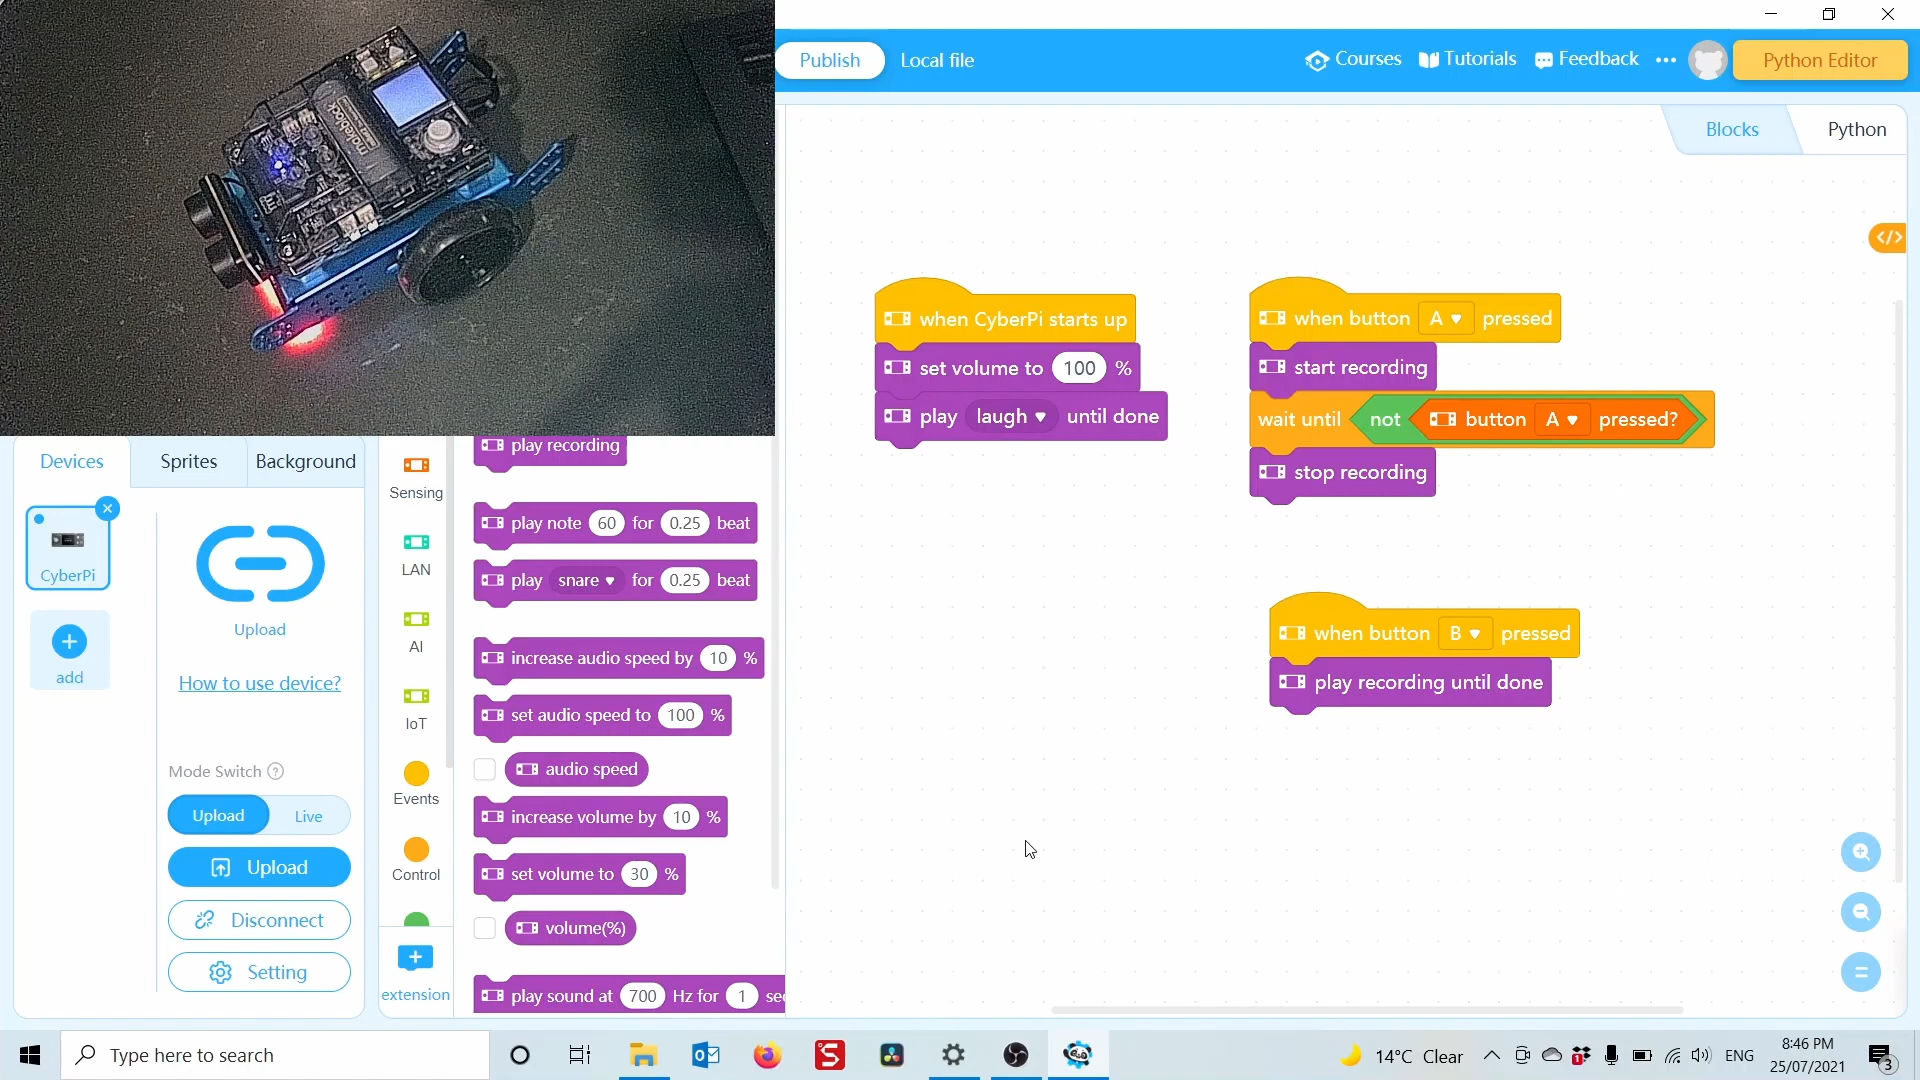 makeblock
Publish
Local file
Courses
Tutorials
Feedback
Python Editor
Blocks
Python
</>
when CyberPi starts up
set volume to 100 %
play laugh until done
when button A pressed
start recording
wait until not button A pressed?
stop recording
when button B pressed
play recording until done
Devices
Sprites
Background
CyberPi
add
Upload
How to use device?
Mode Switch ?
Upload
Live
Upload
Disconnect
Setting
Sensing
LAN
AI
IoT
Events
Control
extension
play recording
play note 60 for 0.25 beat
play snare for 0.25 beat
increase audio speed by 10 %
set audio speed to 100 %
audio speed
increase volume by 10 %
set volume to 30 %
volume(%)
play sound at 700 Hz for 1
Type here to search
14°C Clear
ENG
8:46 PM
25/07/2021
3